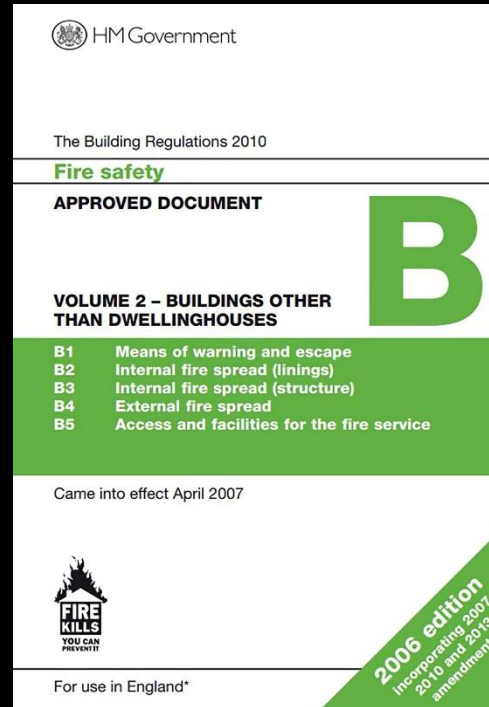 HM Government
The Building Regulations 2010
Fire safety
APPROVED DOCUMENT
B
VOLUME 2 – BUILDINGS OTHER
THAN DWELLINGHOUSES
B1 Means of warning and escape
B2 Internal fire spread (linings)
B3 Internal fire spread (structure)
B4 External fire spread
B5 Access and facilities for the fire service
Came into effect April 2007
FIRE
KILLS
YOU CAN
PREVENT IT
2006 edition
incorporating 2007,
2010 and 2013
amendments
For use in England*